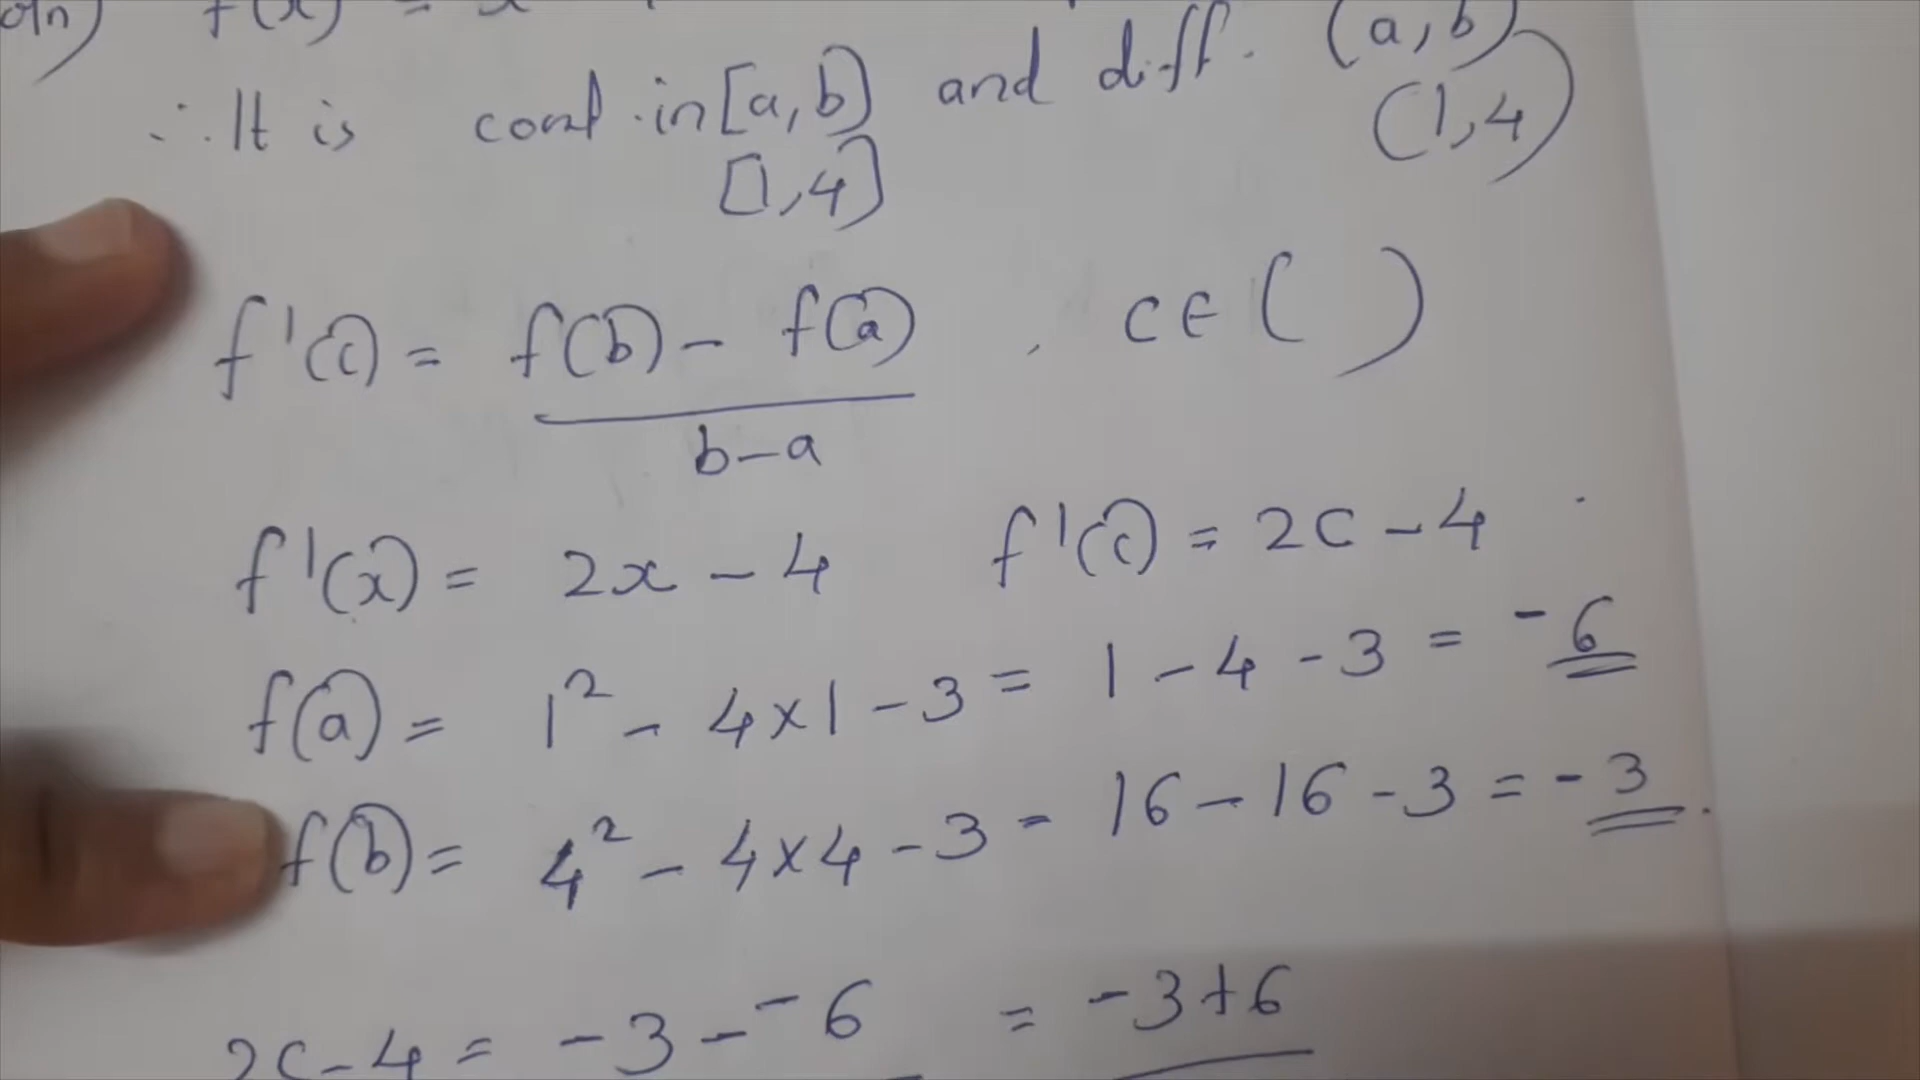 f(x) = x
∴ It is cont. in [a,b] and diff. (a,b)
[1,4] (1,4)
f'(c) = f(b) - f(a) , c ∈ ( )
b-a
f'(x) = 2x - 4 f'(c) = 2c - 4
f(a) = 1² - 4×1 - 3 = 1 - 4 - 3 = -6
f(b) = 4² - 4×4 - 3 = 16 - 16 - 3 = -3
2c-4 = -3 - -6 = -3+6